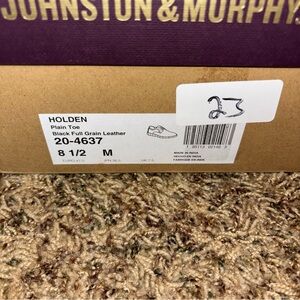 JOHNSTON & MURPHY
HOLDEN
Plain Toe
Black Full Grain Leather
20-4637
8 1/2 M
23
MADE IN INDIA